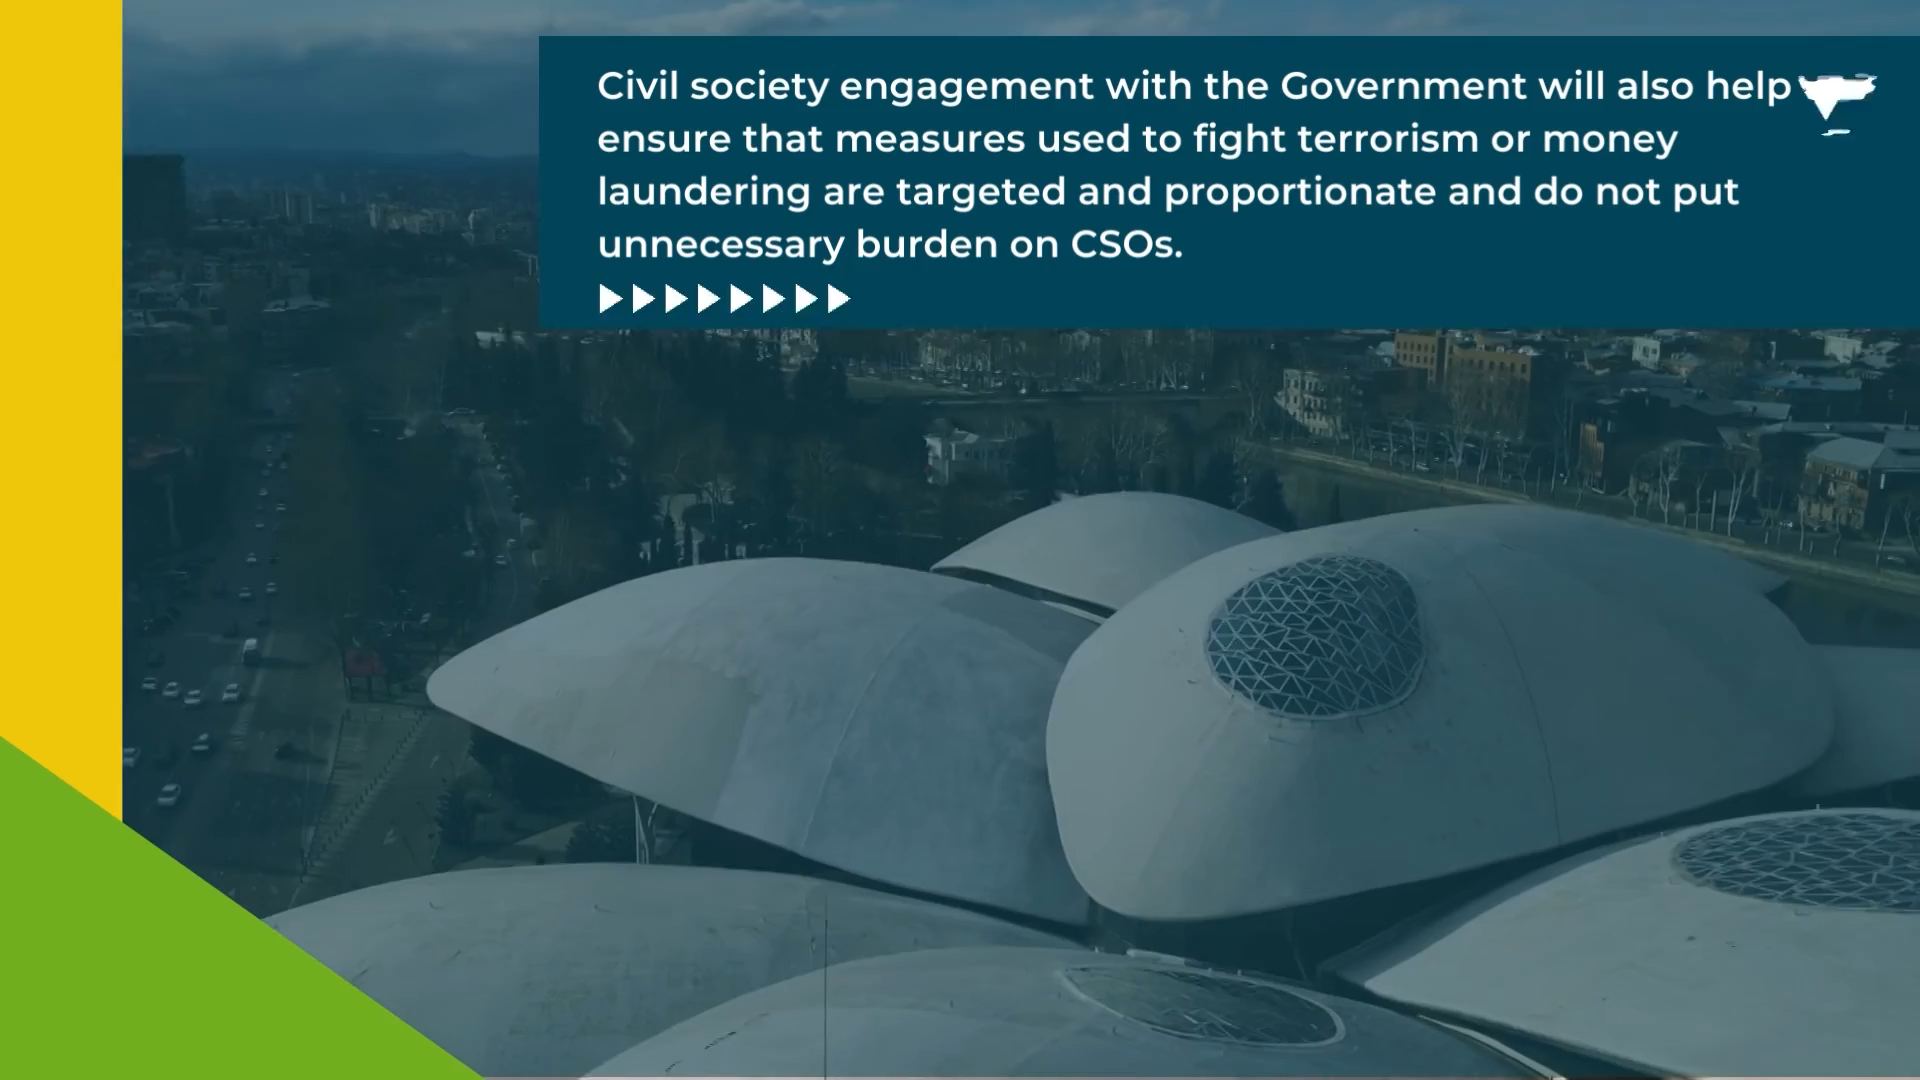 Civil society engagement with the Government will also help
ensure that measures used to fight terrorism or money
laundering are targeted and proportionate and do not put
unnecessary burden on CSOs.